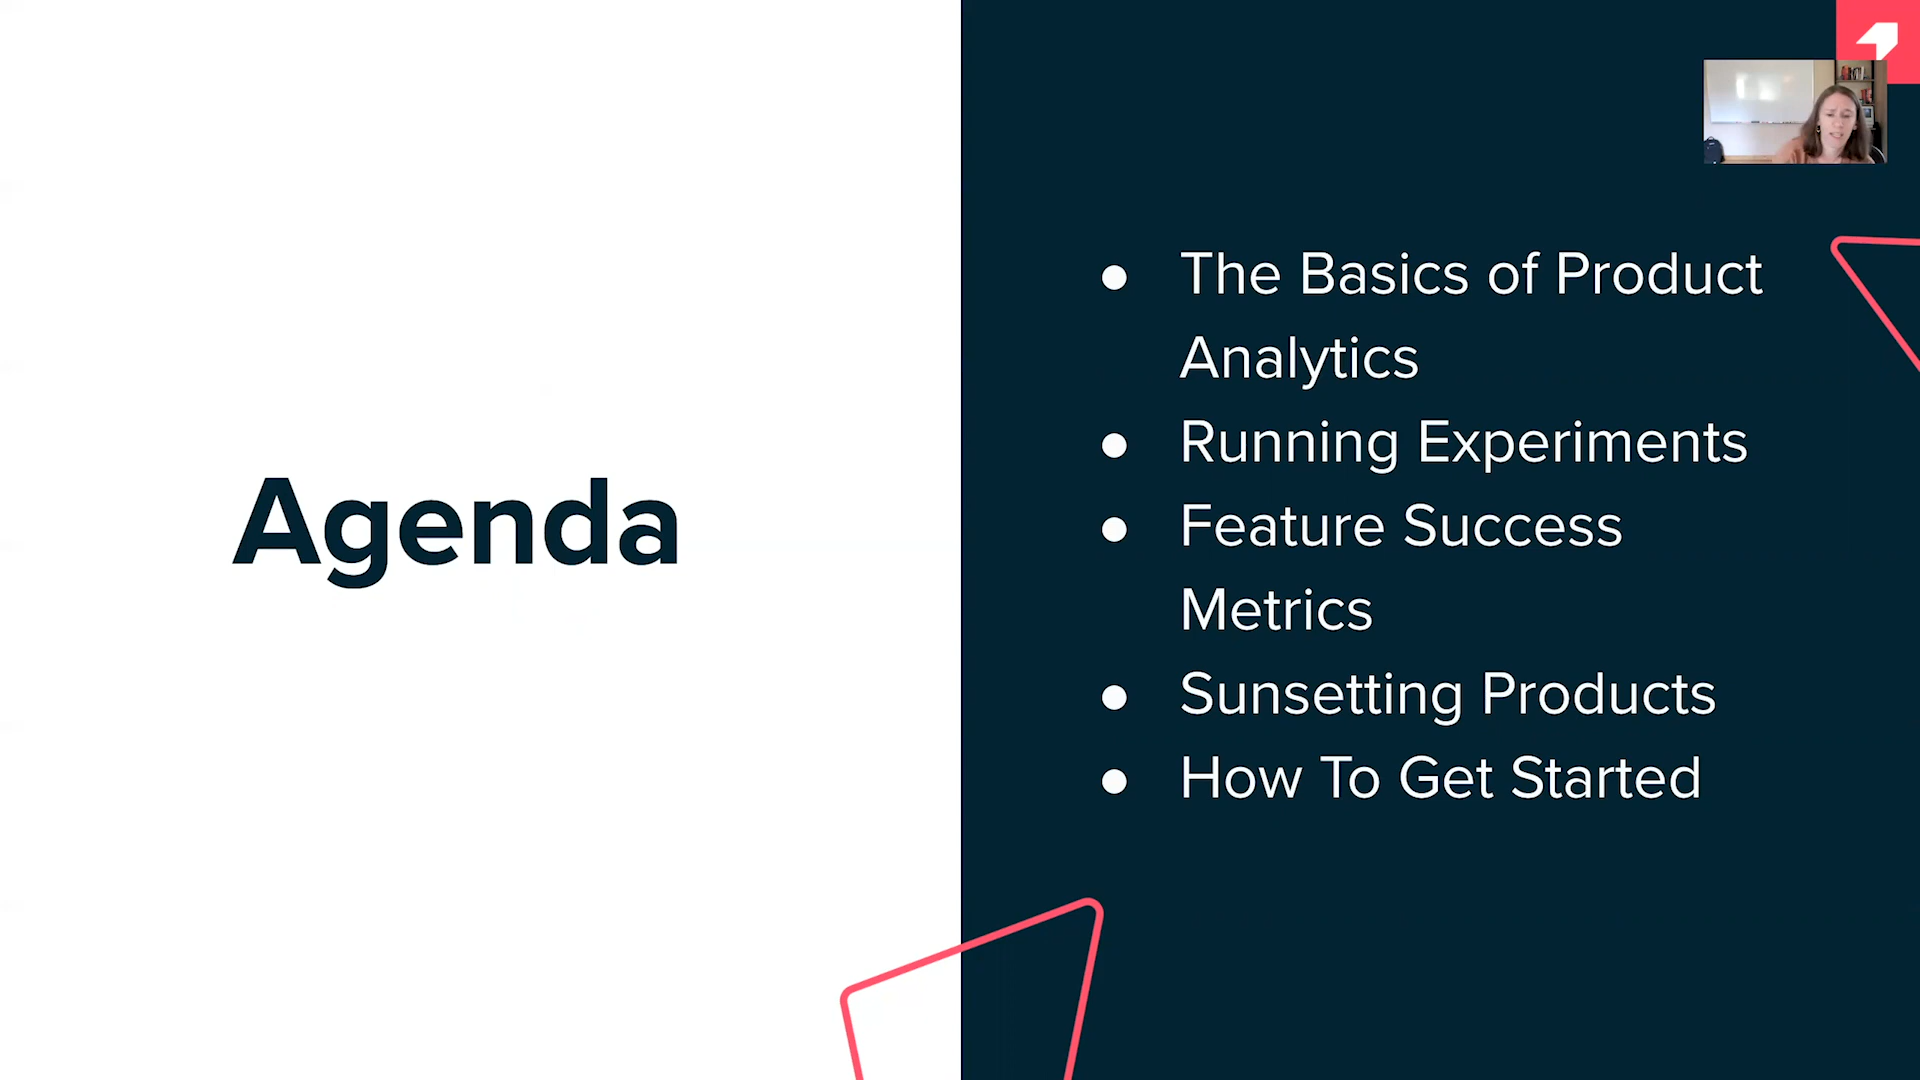 Agenda
● The Basics of Product
Analytics
● Running Experiments
● Feature Success
Metrics
● Sunsetting Products
● How To Get Started